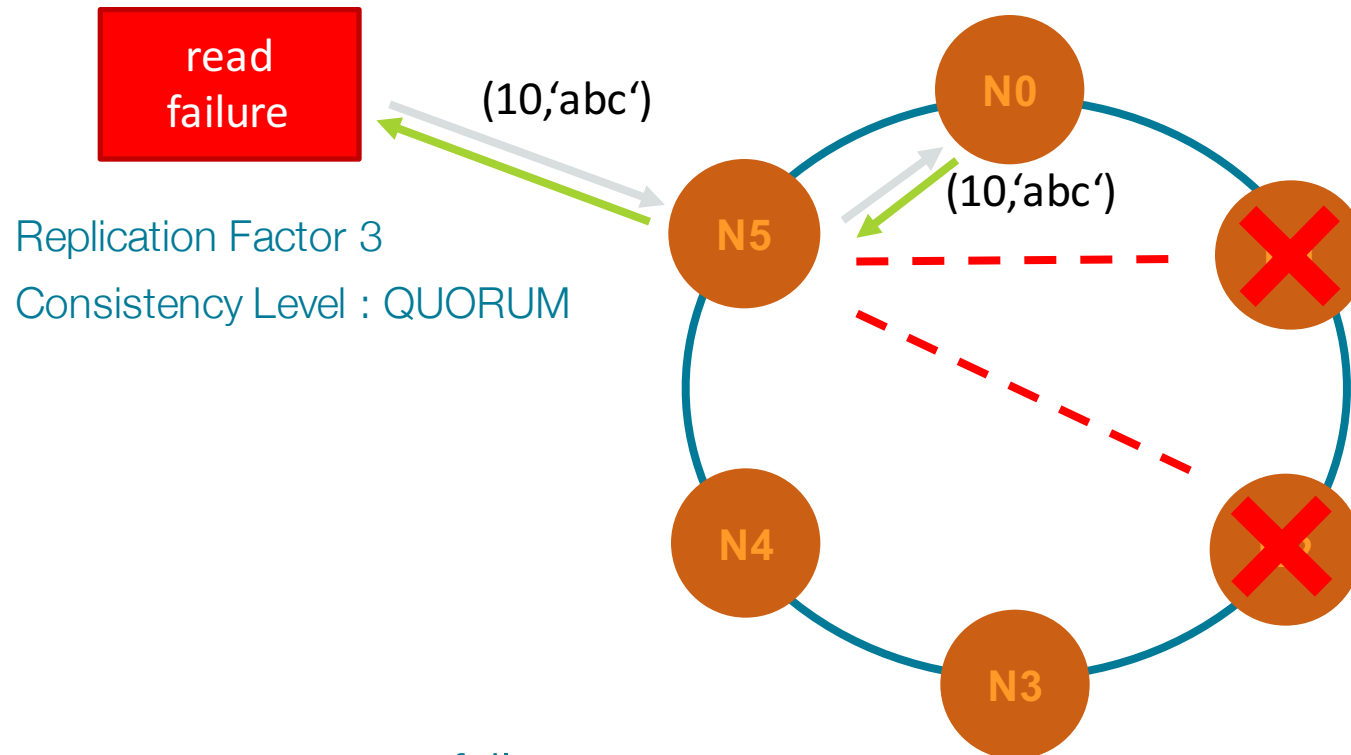 read
failure
(10,‘abc‘)
N0
(10,‘abc‘)
N5
Replication Factor 3
Consistency Level : QUORUM
N4
N3